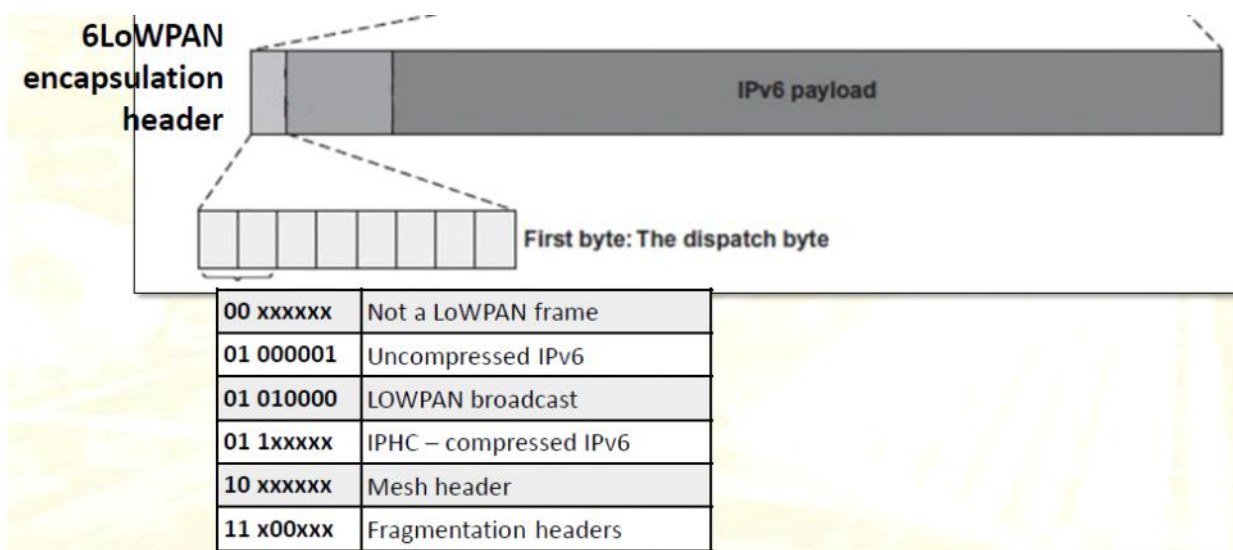 6LoWPAN
encapsulation
header
IPv6 payload
First byte: The dispatch byte
00 xxxxxx Not a LoWPAN frame
01 000001 Uncompressed IPv6
01 010000 LOWPAN broadcast
01 1xxxxx IPHC – compressed IPv6
10 xxxxxx Mesh header
11 x00xxx Fragmentation headers